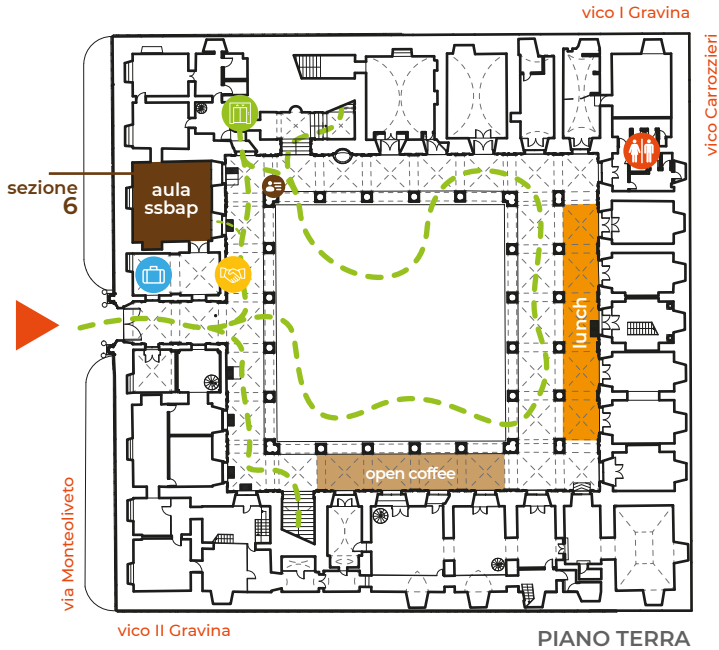 vico I Gravina
vico Carrozzieri
sezione
6
aula
ssbap
lunch
open coffee
via Monteoliveto
vico II Gravina
PIANO TERRA